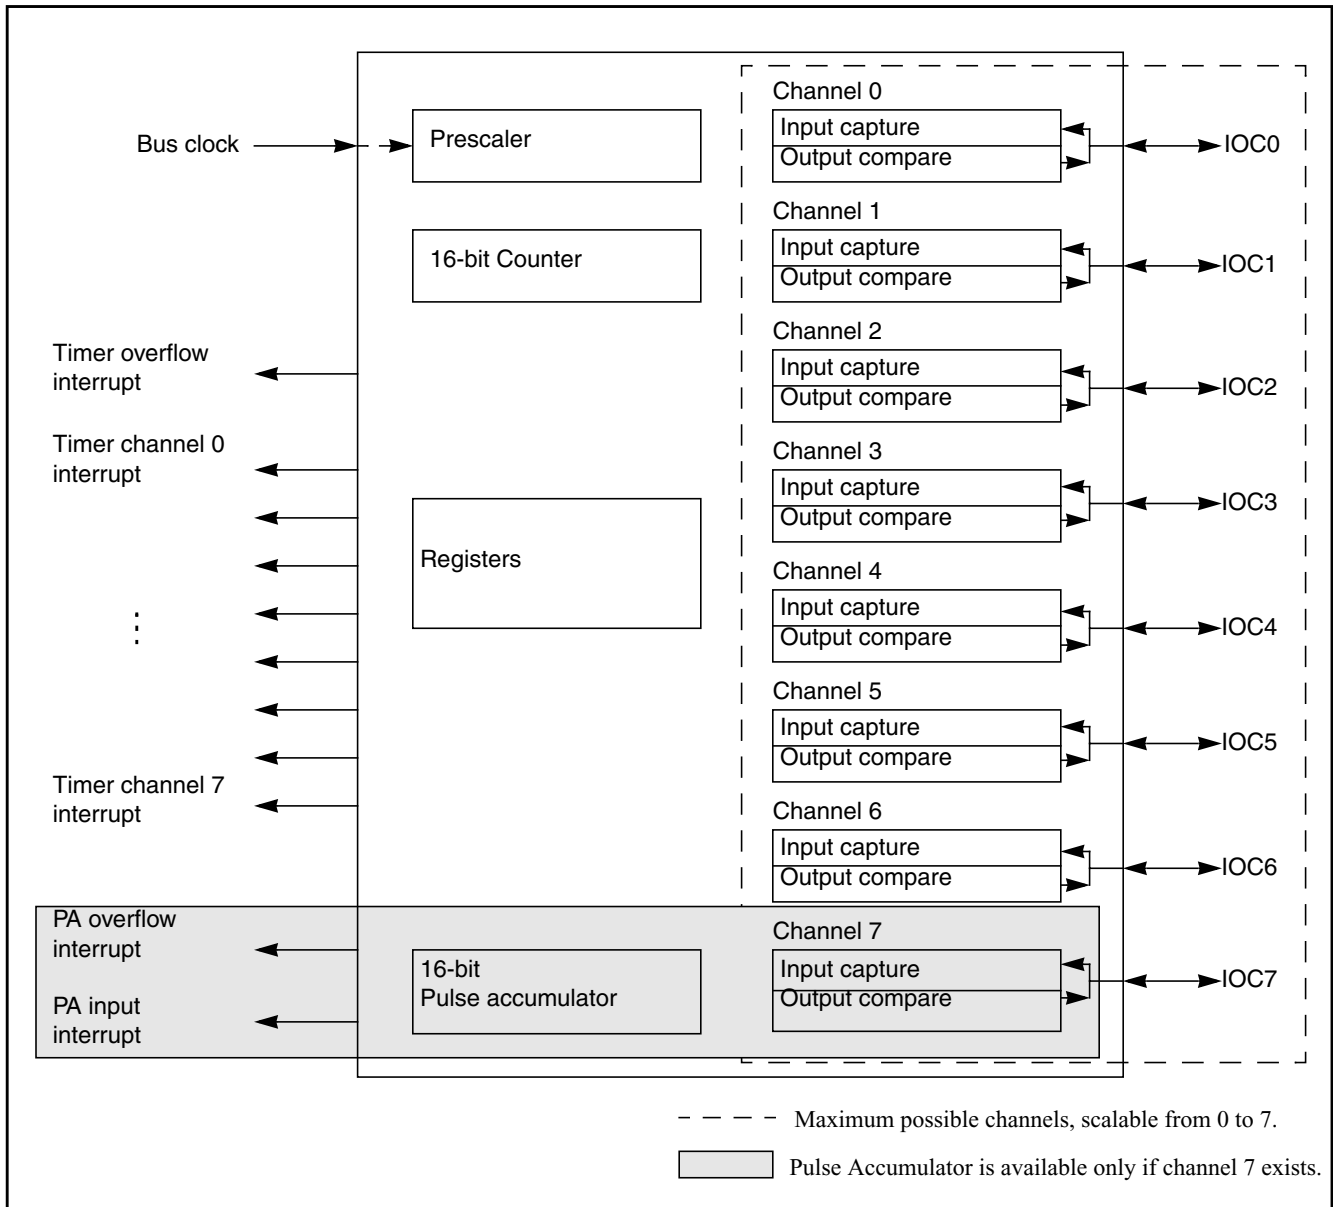 Bus clock
Prescaler
16-bit Counter
Timer overflow
interrupt
Timer channel 0
interrupt
Registers
⋮
Timer channel 7
interrupt
PA overflow
interrupt
PA input
interrupt
16-bit
Pulse accumulator
Channel 0
Input capture
Output compare
IOC0
Channel 1
Input capture
Output compare
IOC1
Channel 2
Input capture
Output compare
IOC2
Channel 3
Input capture
Output compare
IOC3
Channel 4
Input capture
Output compare
IOC4
Channel 5
Input capture
Output compare
IOC5
Channel 6
Input capture
Output compare
IOC6
Channel 7
Input capture
Output compare
IOC7
Maximum possible channels, scalable from 0 to 7.
Pulse Accumulator is available only if channel 7 exists.